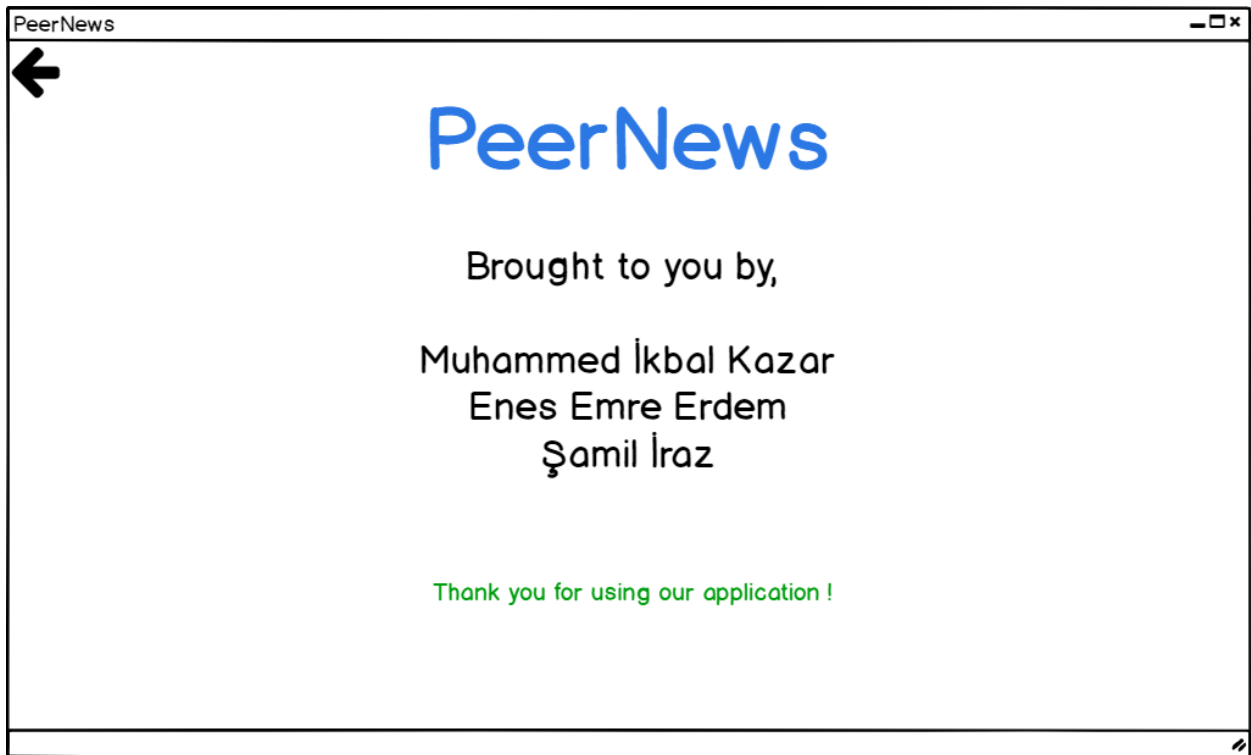 PeerNews
PeerNews
Brought to you by,
Muhammed İkbal Kazar
Enes Emre Erdem
Şamil İraz
Thank you for using our application !